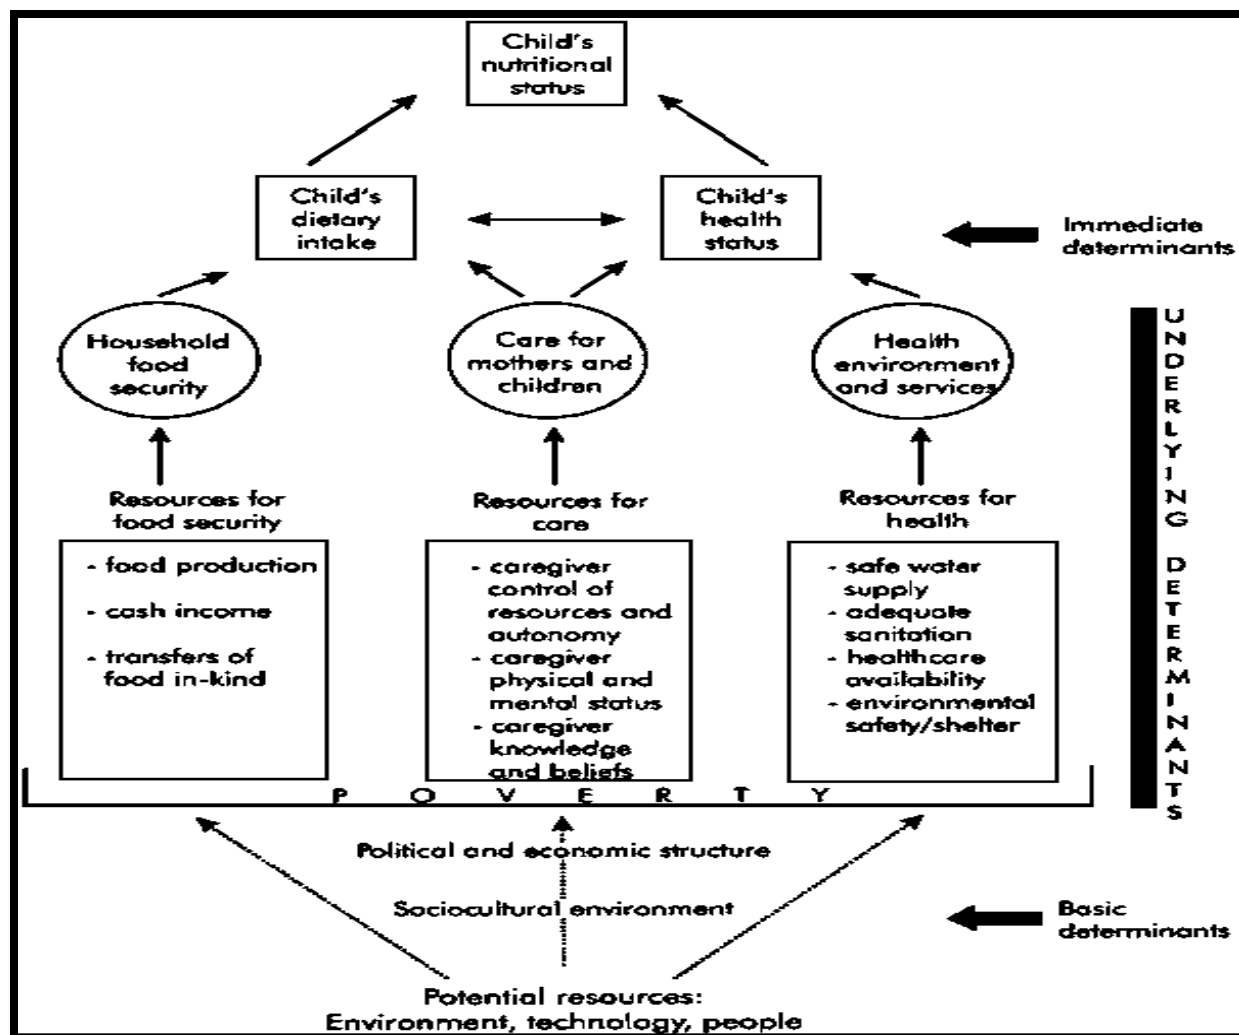 Child's
nutritional
status
Child's
dietary
intake
Child's
health
status
Immediate
determinants
Household
food
security
Care for
mothers and
children
Health
environment
and services
UNDERLYING DETERMINANTS
Resources for
food security
Resources for
care
Resources for
health
- food production
- cash income
- transfers of
food in-kind
- caregiver
control of
resources and
autonomy
- caregiver
physical and
mental status
- caregiver
knowledge
and beliefs
- safe water
supply
- adequate
sanitation
- healthcare
availability
- environmental
safety/shelter
P O V E R T Y
Political and economic structure
Sociocultural environment
Basic
determinants
Potential resources:
Environment, technology, people